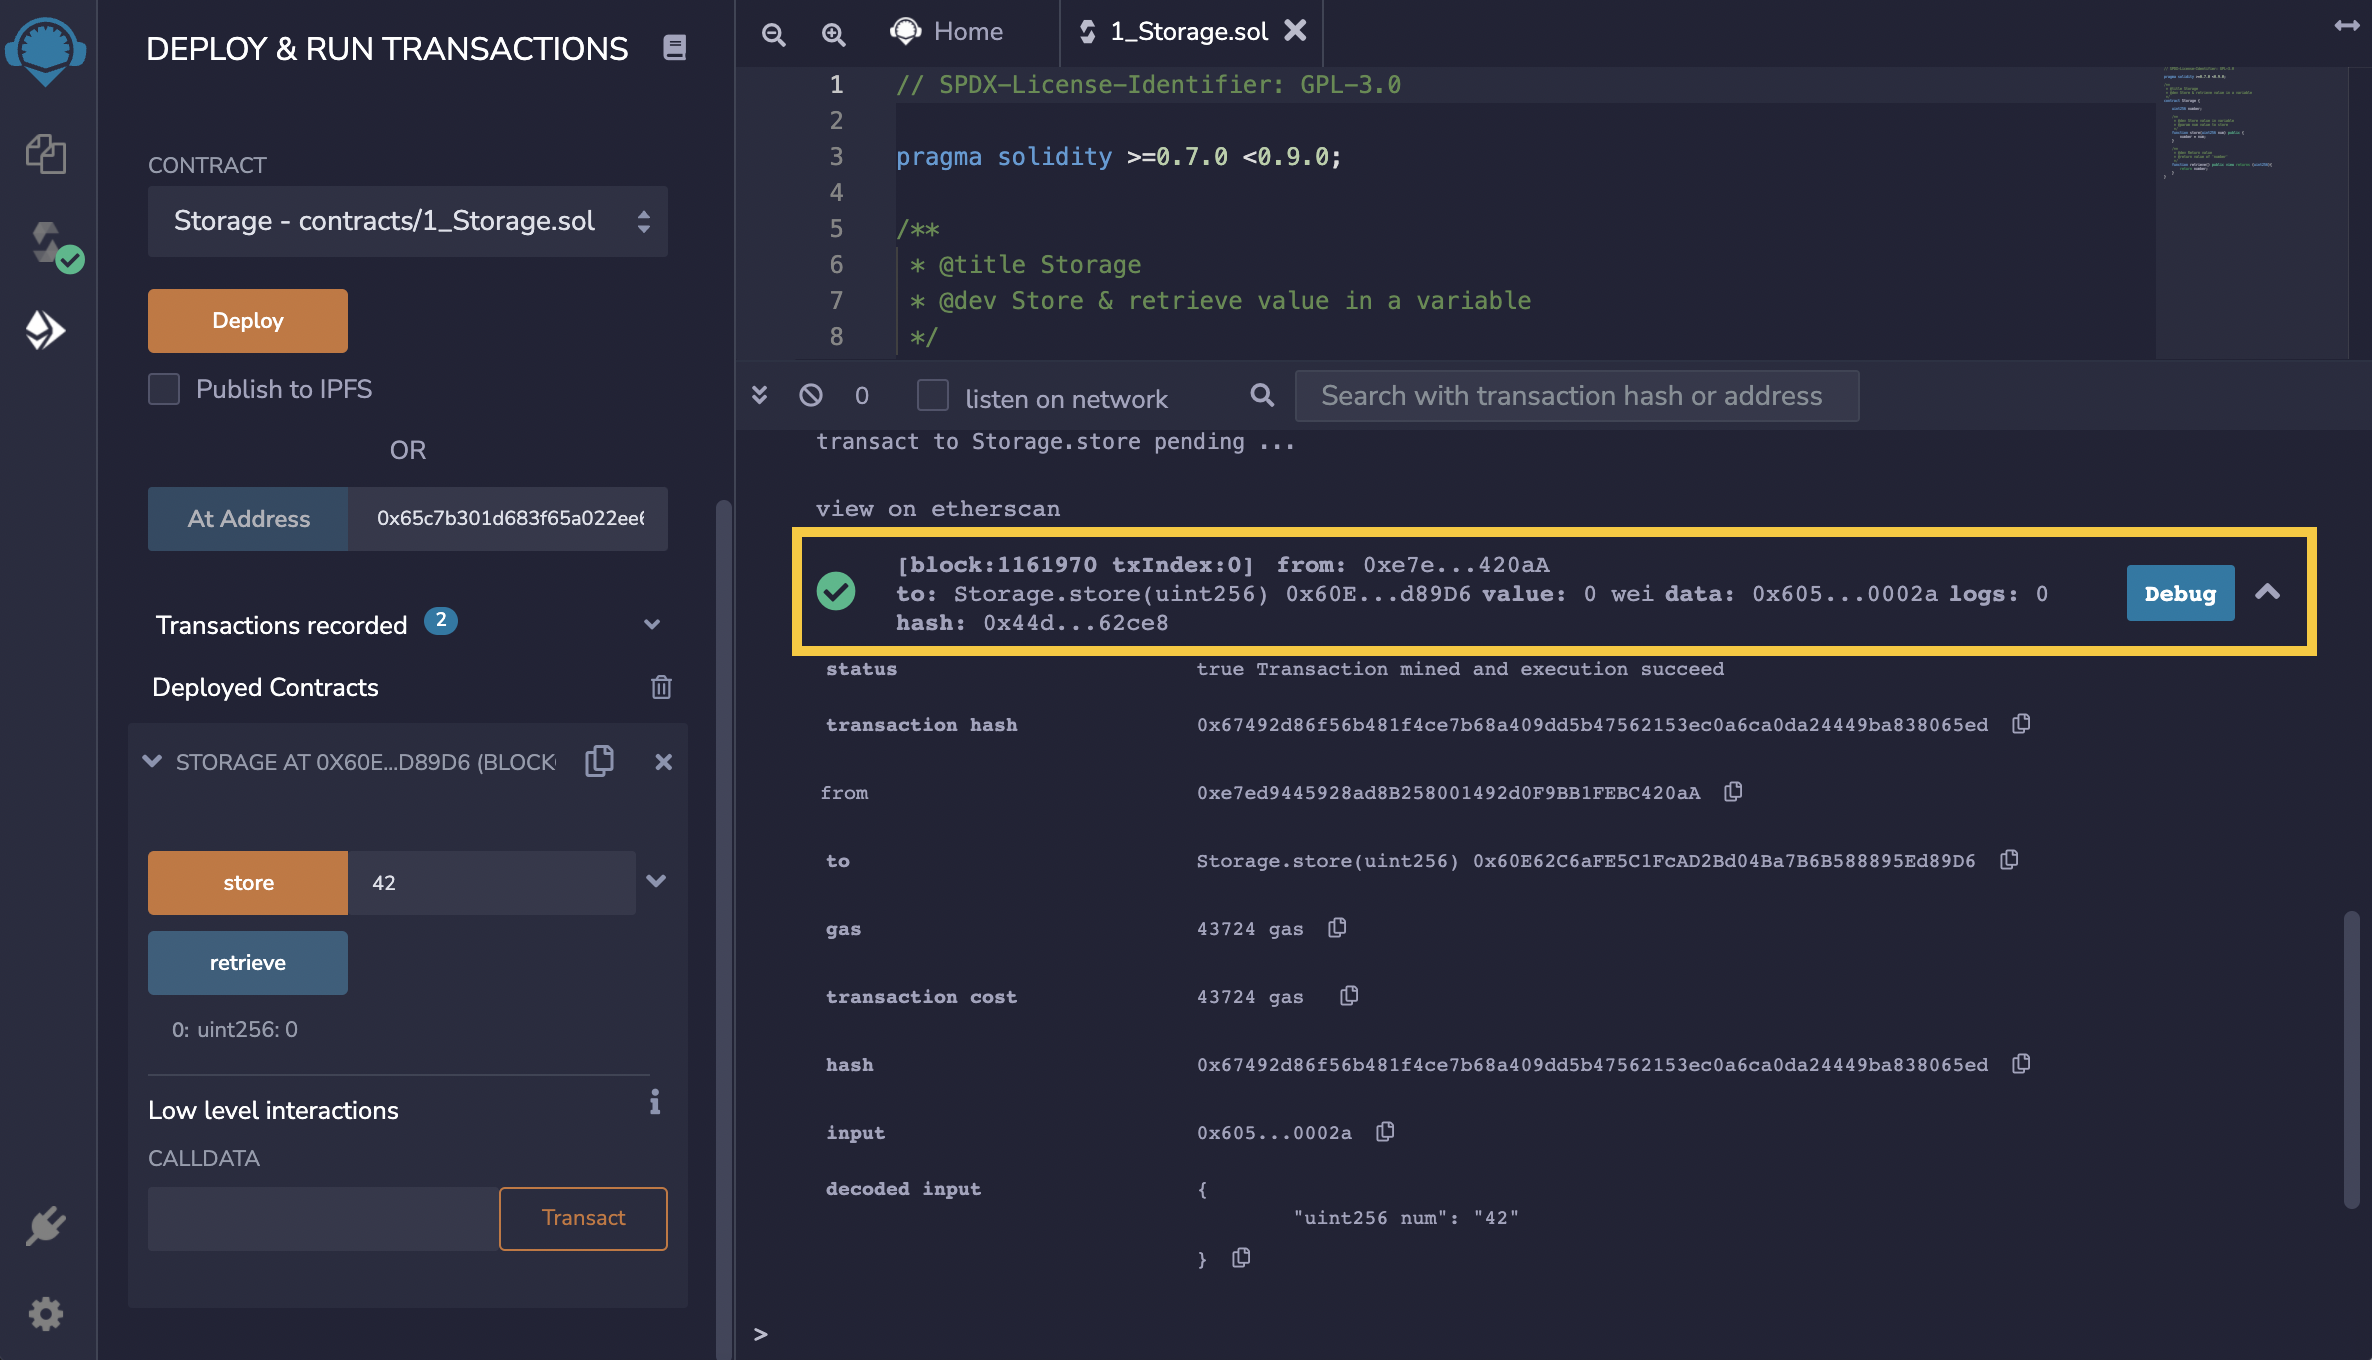 DEPLOY & RUN TRANSACTIONS
CONTRACT
Storage - contracts/1_Storage.sol
Deploy
Publish to IPFS
OR
At Address
0x65c7b301d683f65a022ee6
Transactions recorded 2
Deployed Contracts
STORAGE AT 0X60E...D89D6 (BLOCK
store
42
retrieve
0: uint256: 0
Low level interactions
i
CALLDATA
Transact
Home
1_Storage.sol
1 // SPDX-License-Identifier: GPL-3.0
2
3 pragma solidity >=0.7.0 <0.9.0;
4
5 /**
6 * @title Storage
7 * @dev Store & retrieve value in a variable
8 */
0
listen on network
Search with transaction hash or address
transact to Storage.store pending ...
view on etherscan
[block:1161970 txIndex:0] from: 0xe7e...420aA
to: Storage.store(uint256) 0x60E...d89D6 value: 0 wei data: 0x605...0002a logs: 0
hash: 0x44d...62ce8
Debug
status true Transaction mined and execution succeed
transaction hash 0x67492d86f56b481f4ce7b68a409dd5b47562153ec0a6ca0da24449ba838065ed
from 0xe7ed9445928ad8B258001492d0F9BB1FEBC420aA
to Storage.store(uint256) 0x60E62C6aFE5C1FcAD2Bd04Ba7B6B588895Ed89D6
gas 43724 gas
transaction cost 43724 gas
hash 0x67492d86f56b481f4ce7b68a409dd5b47562153ec0a6ca0da24449ba838065ed
input 0x605...0002a
decoded input {
"uint256 num": "42"
}
>